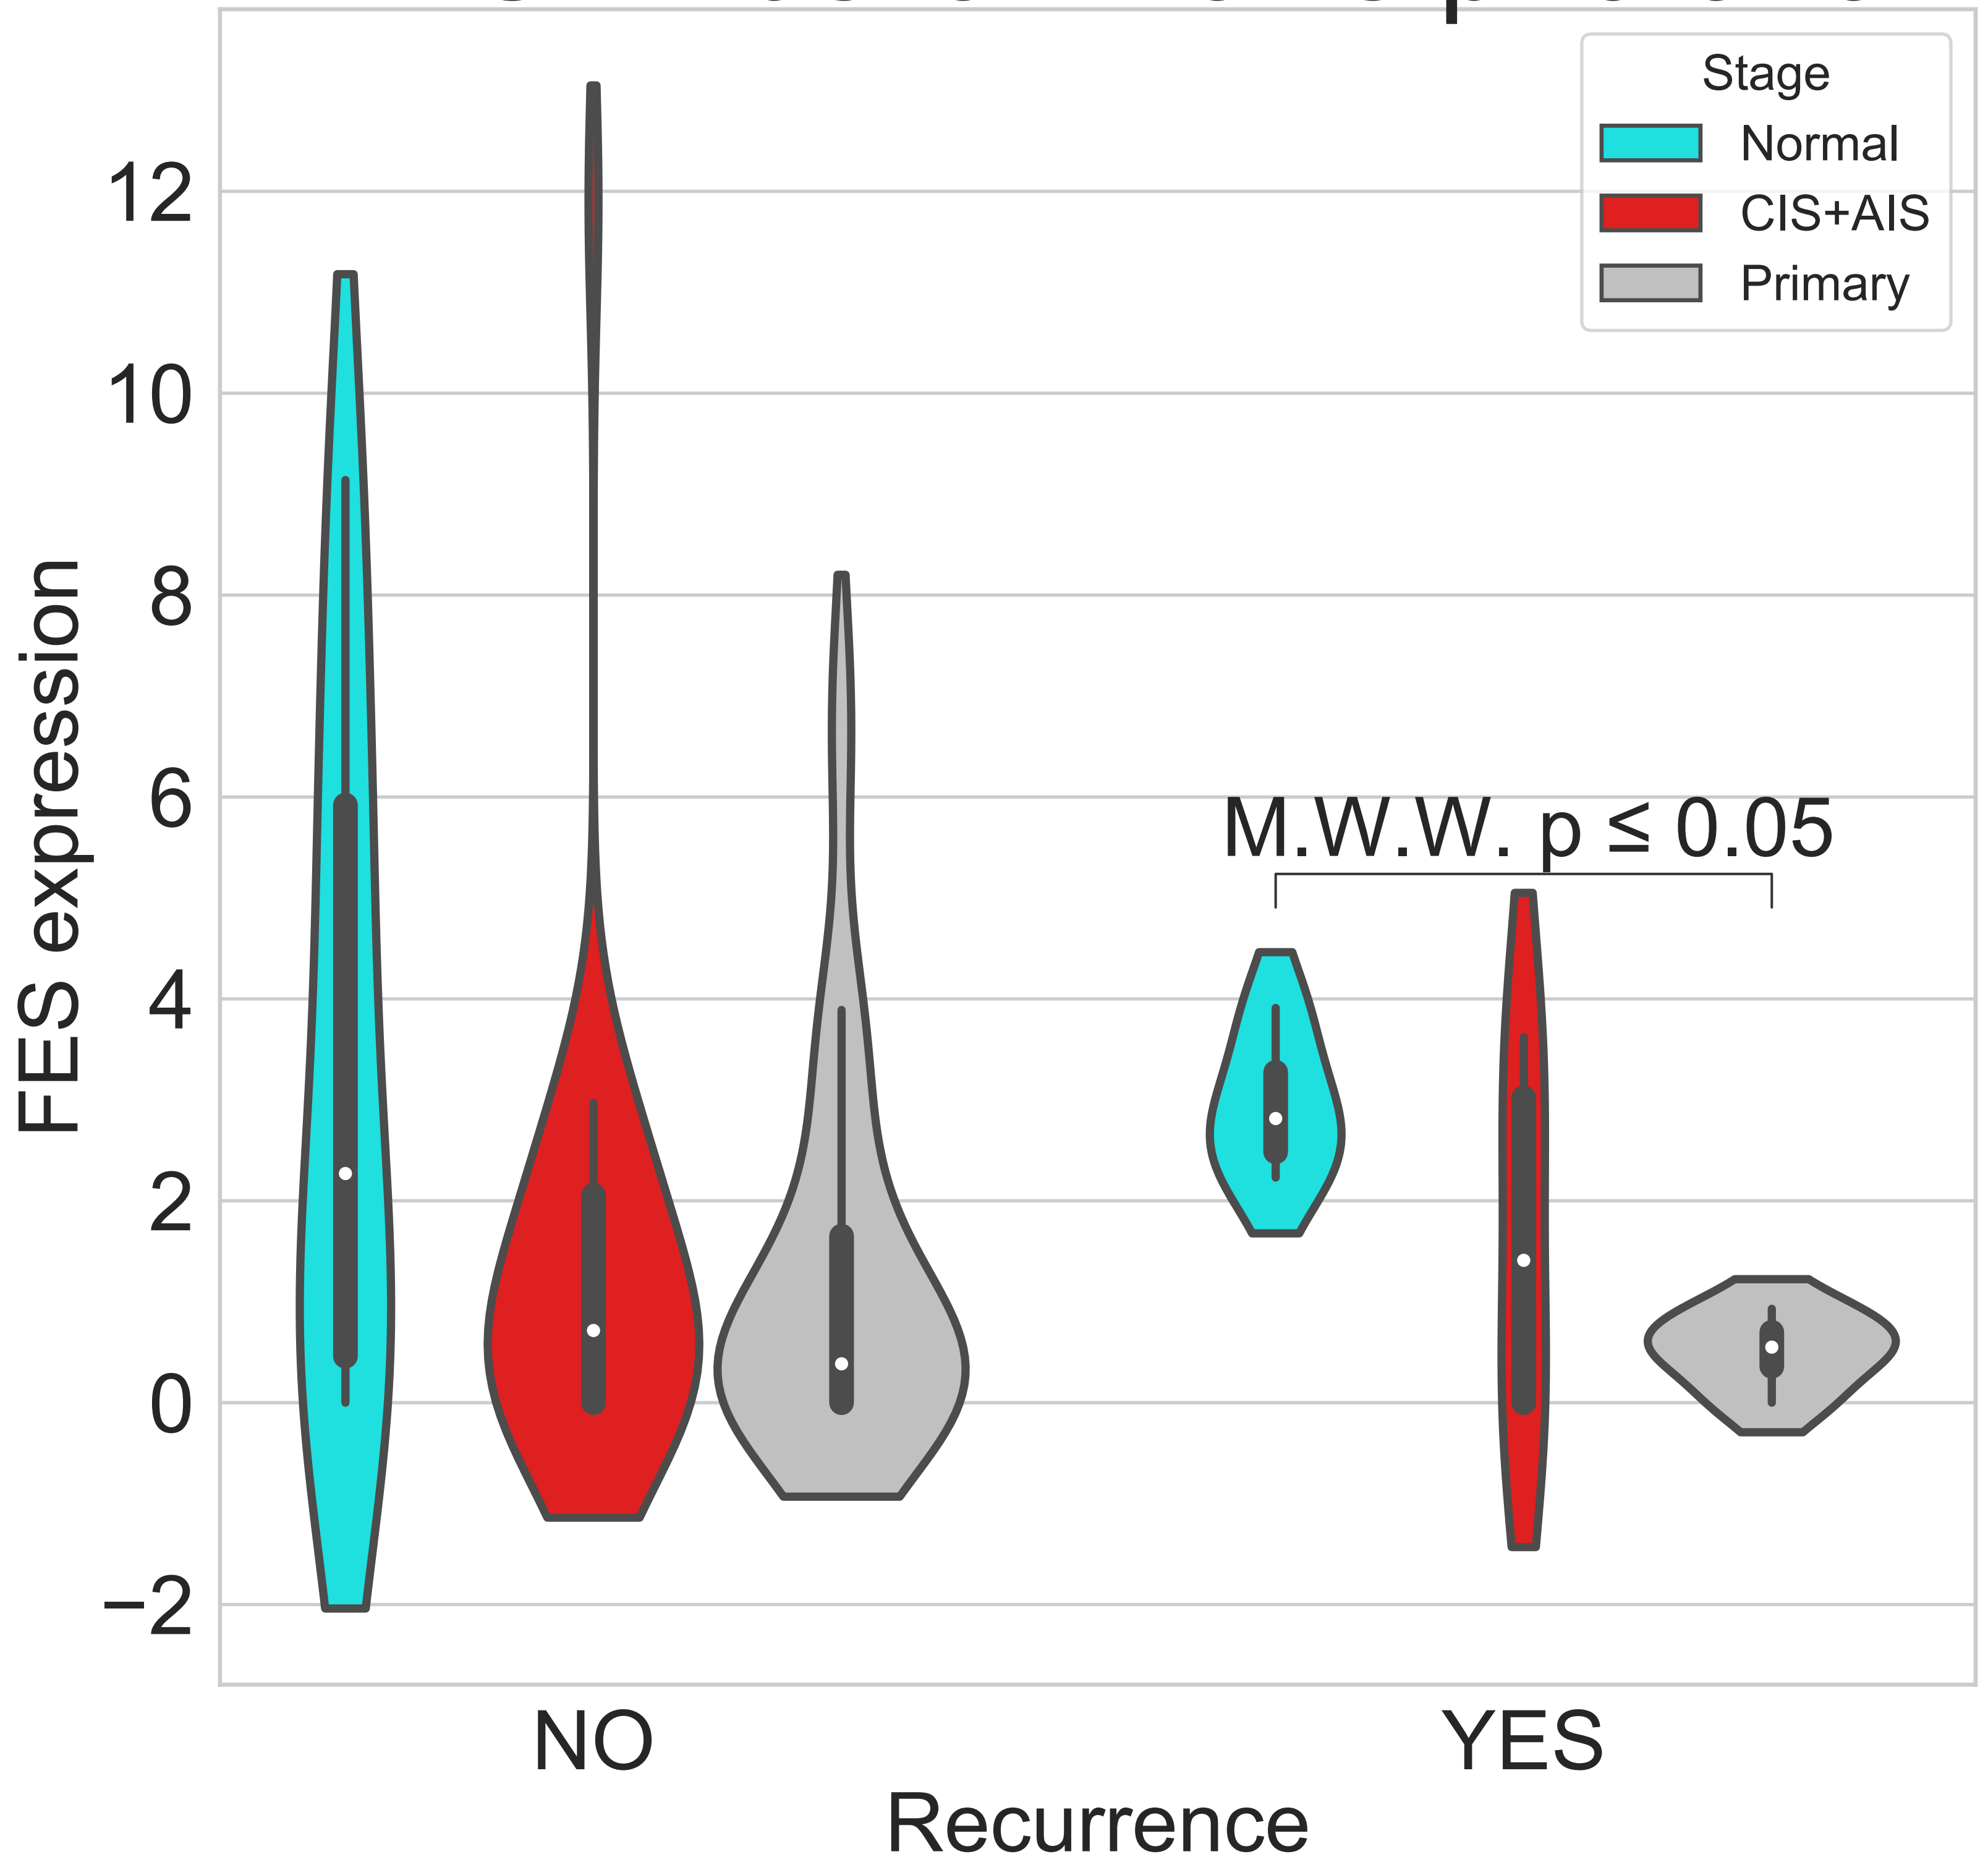 Stage
Normal
CIS+AIS
Primary
12
10
8
6
4
2
0
−2
FES expression
M.W.W. p ≤ 0.05
NO
YES
Recurrence